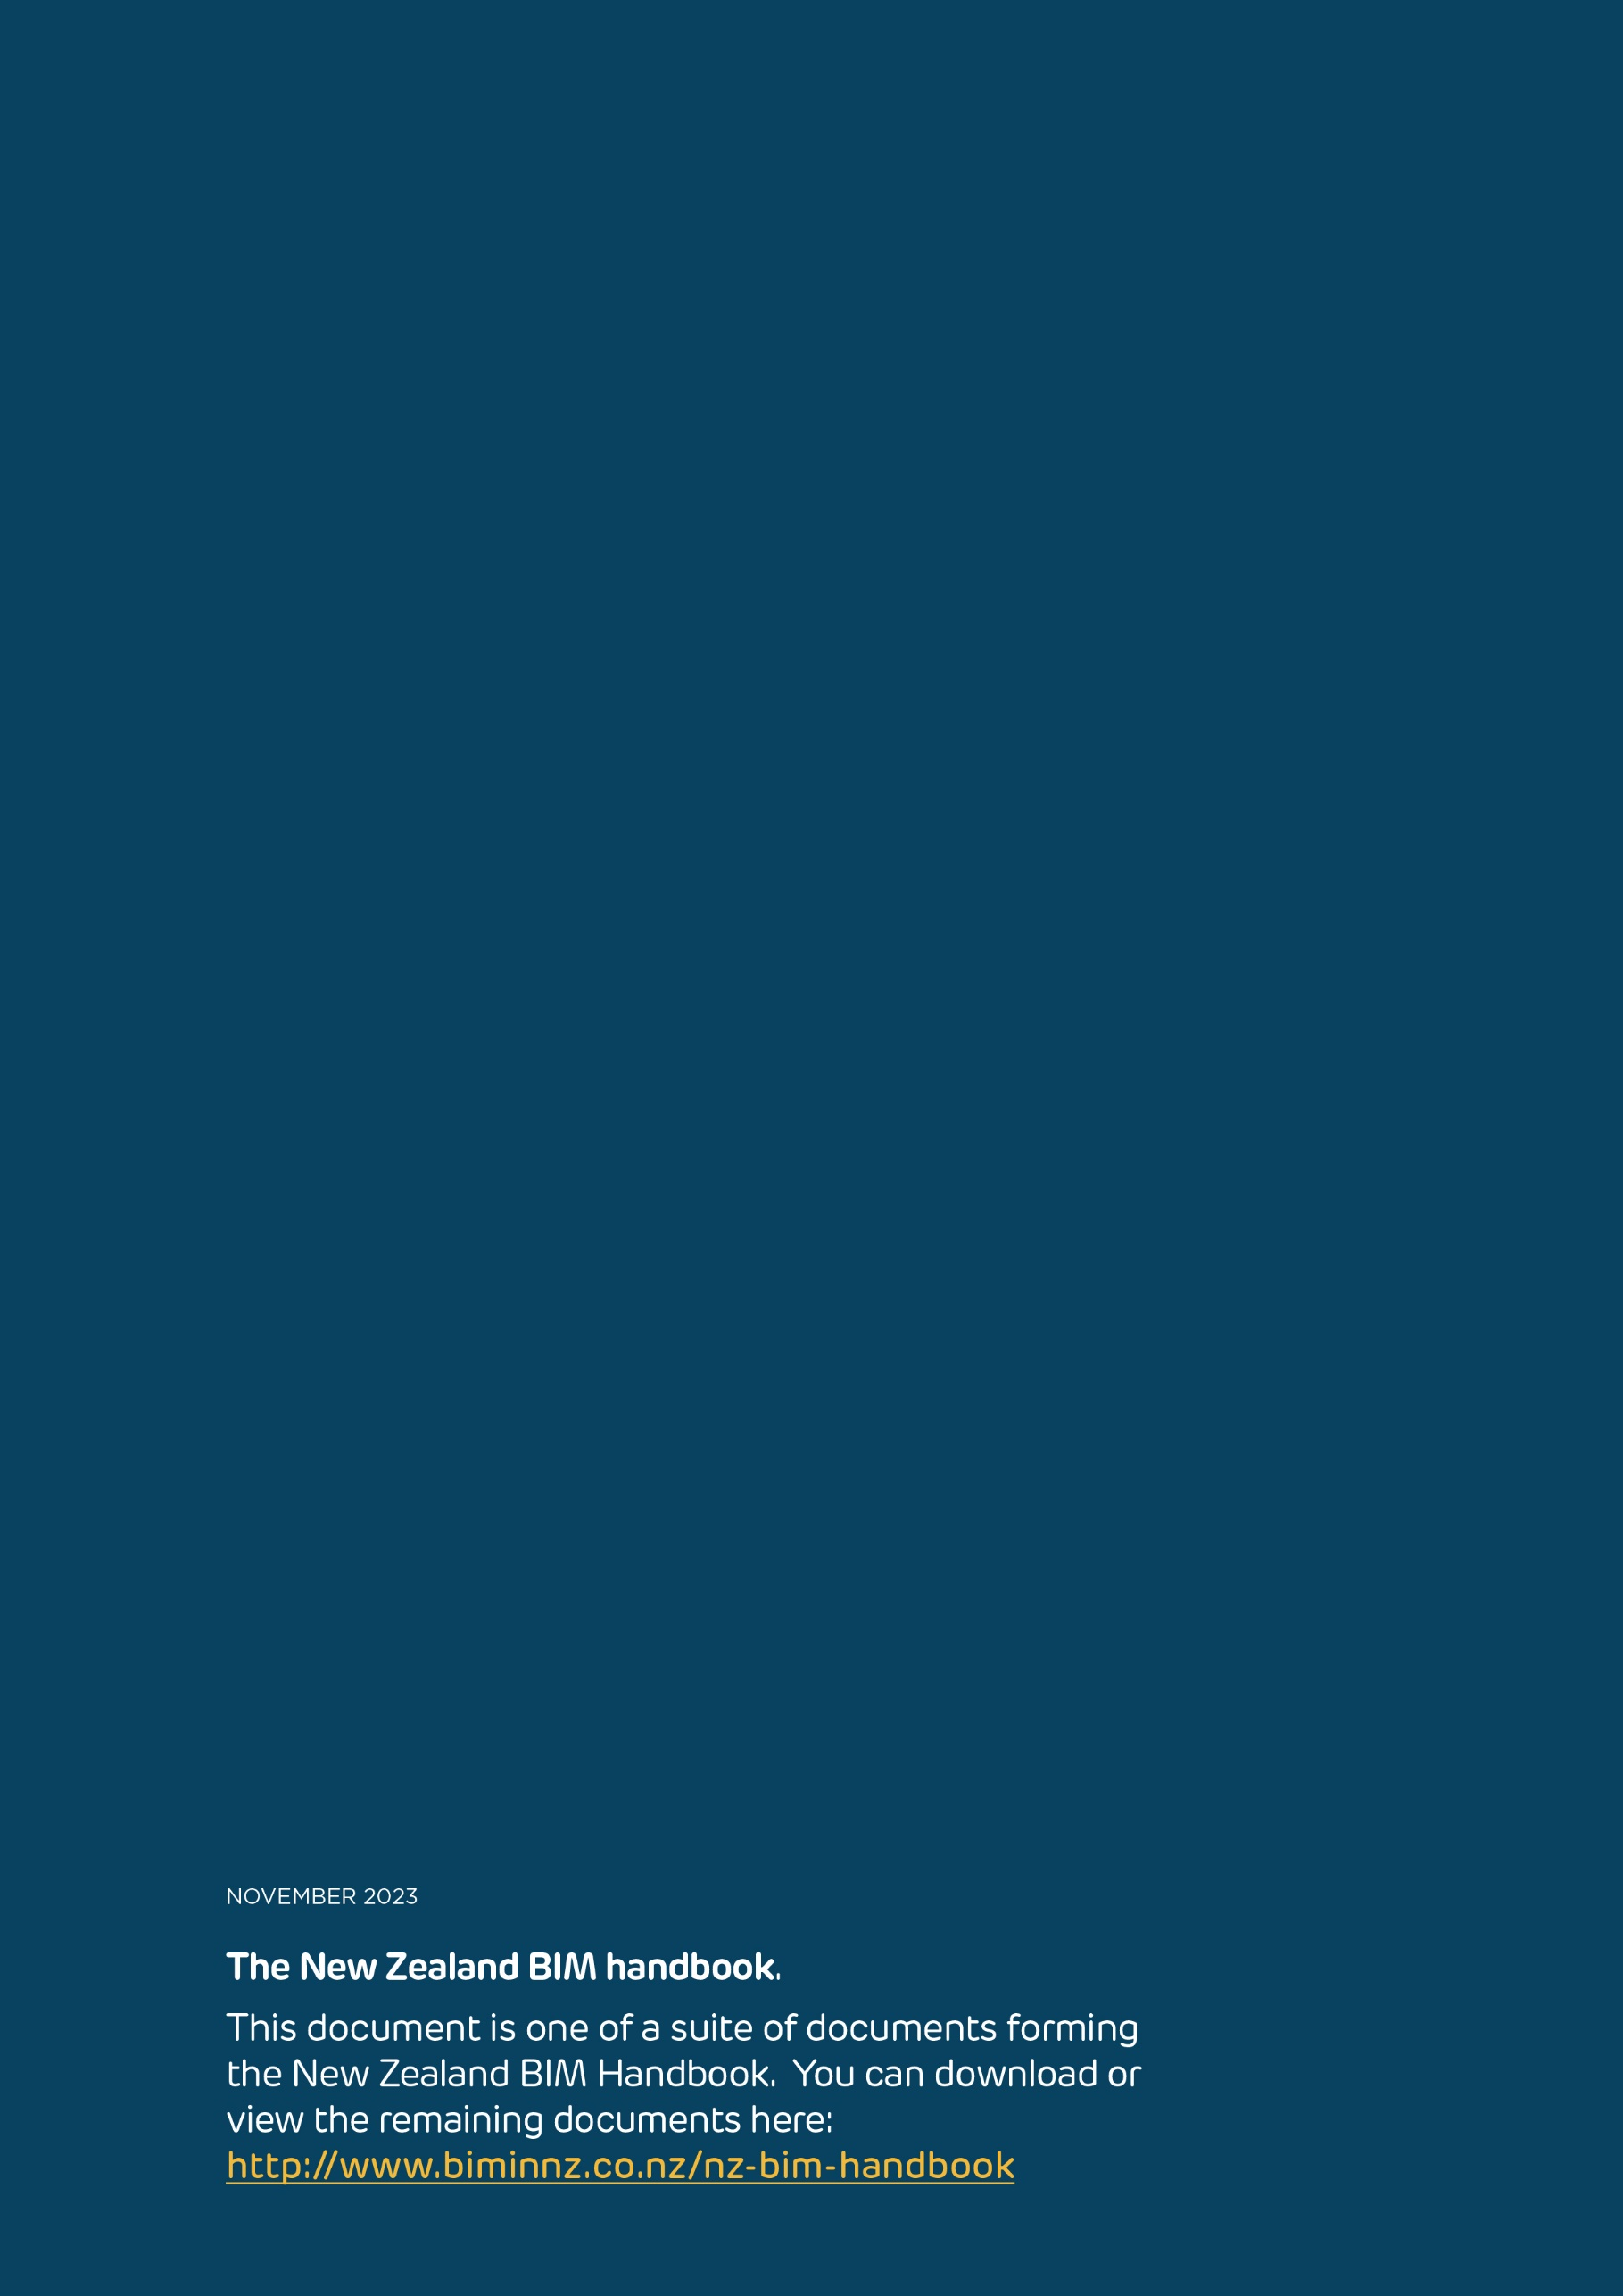 NOVEMBER 2023
The New Zealand BIM handbook.
This document is one of a suite of documents forming
the New Zealand BIM Handbook.  You can download or
view the remaining documents here:
http://www.biminnz.co.nz/nz-bim-handbook